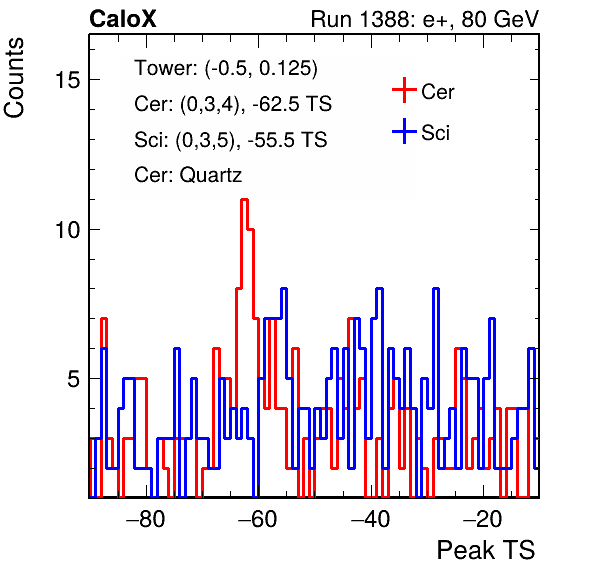 CaloX Run 1388: e+, 80 GeV
Counts
15
10
5
Tower: (-0.5, 0.125)
Cer: (0,3,4), -62.5 TS
Sci: (0,3,5), -55.5 TS
Cer: Quartz
Cer
Sci
−80 −60 −40 −20
Peak TS